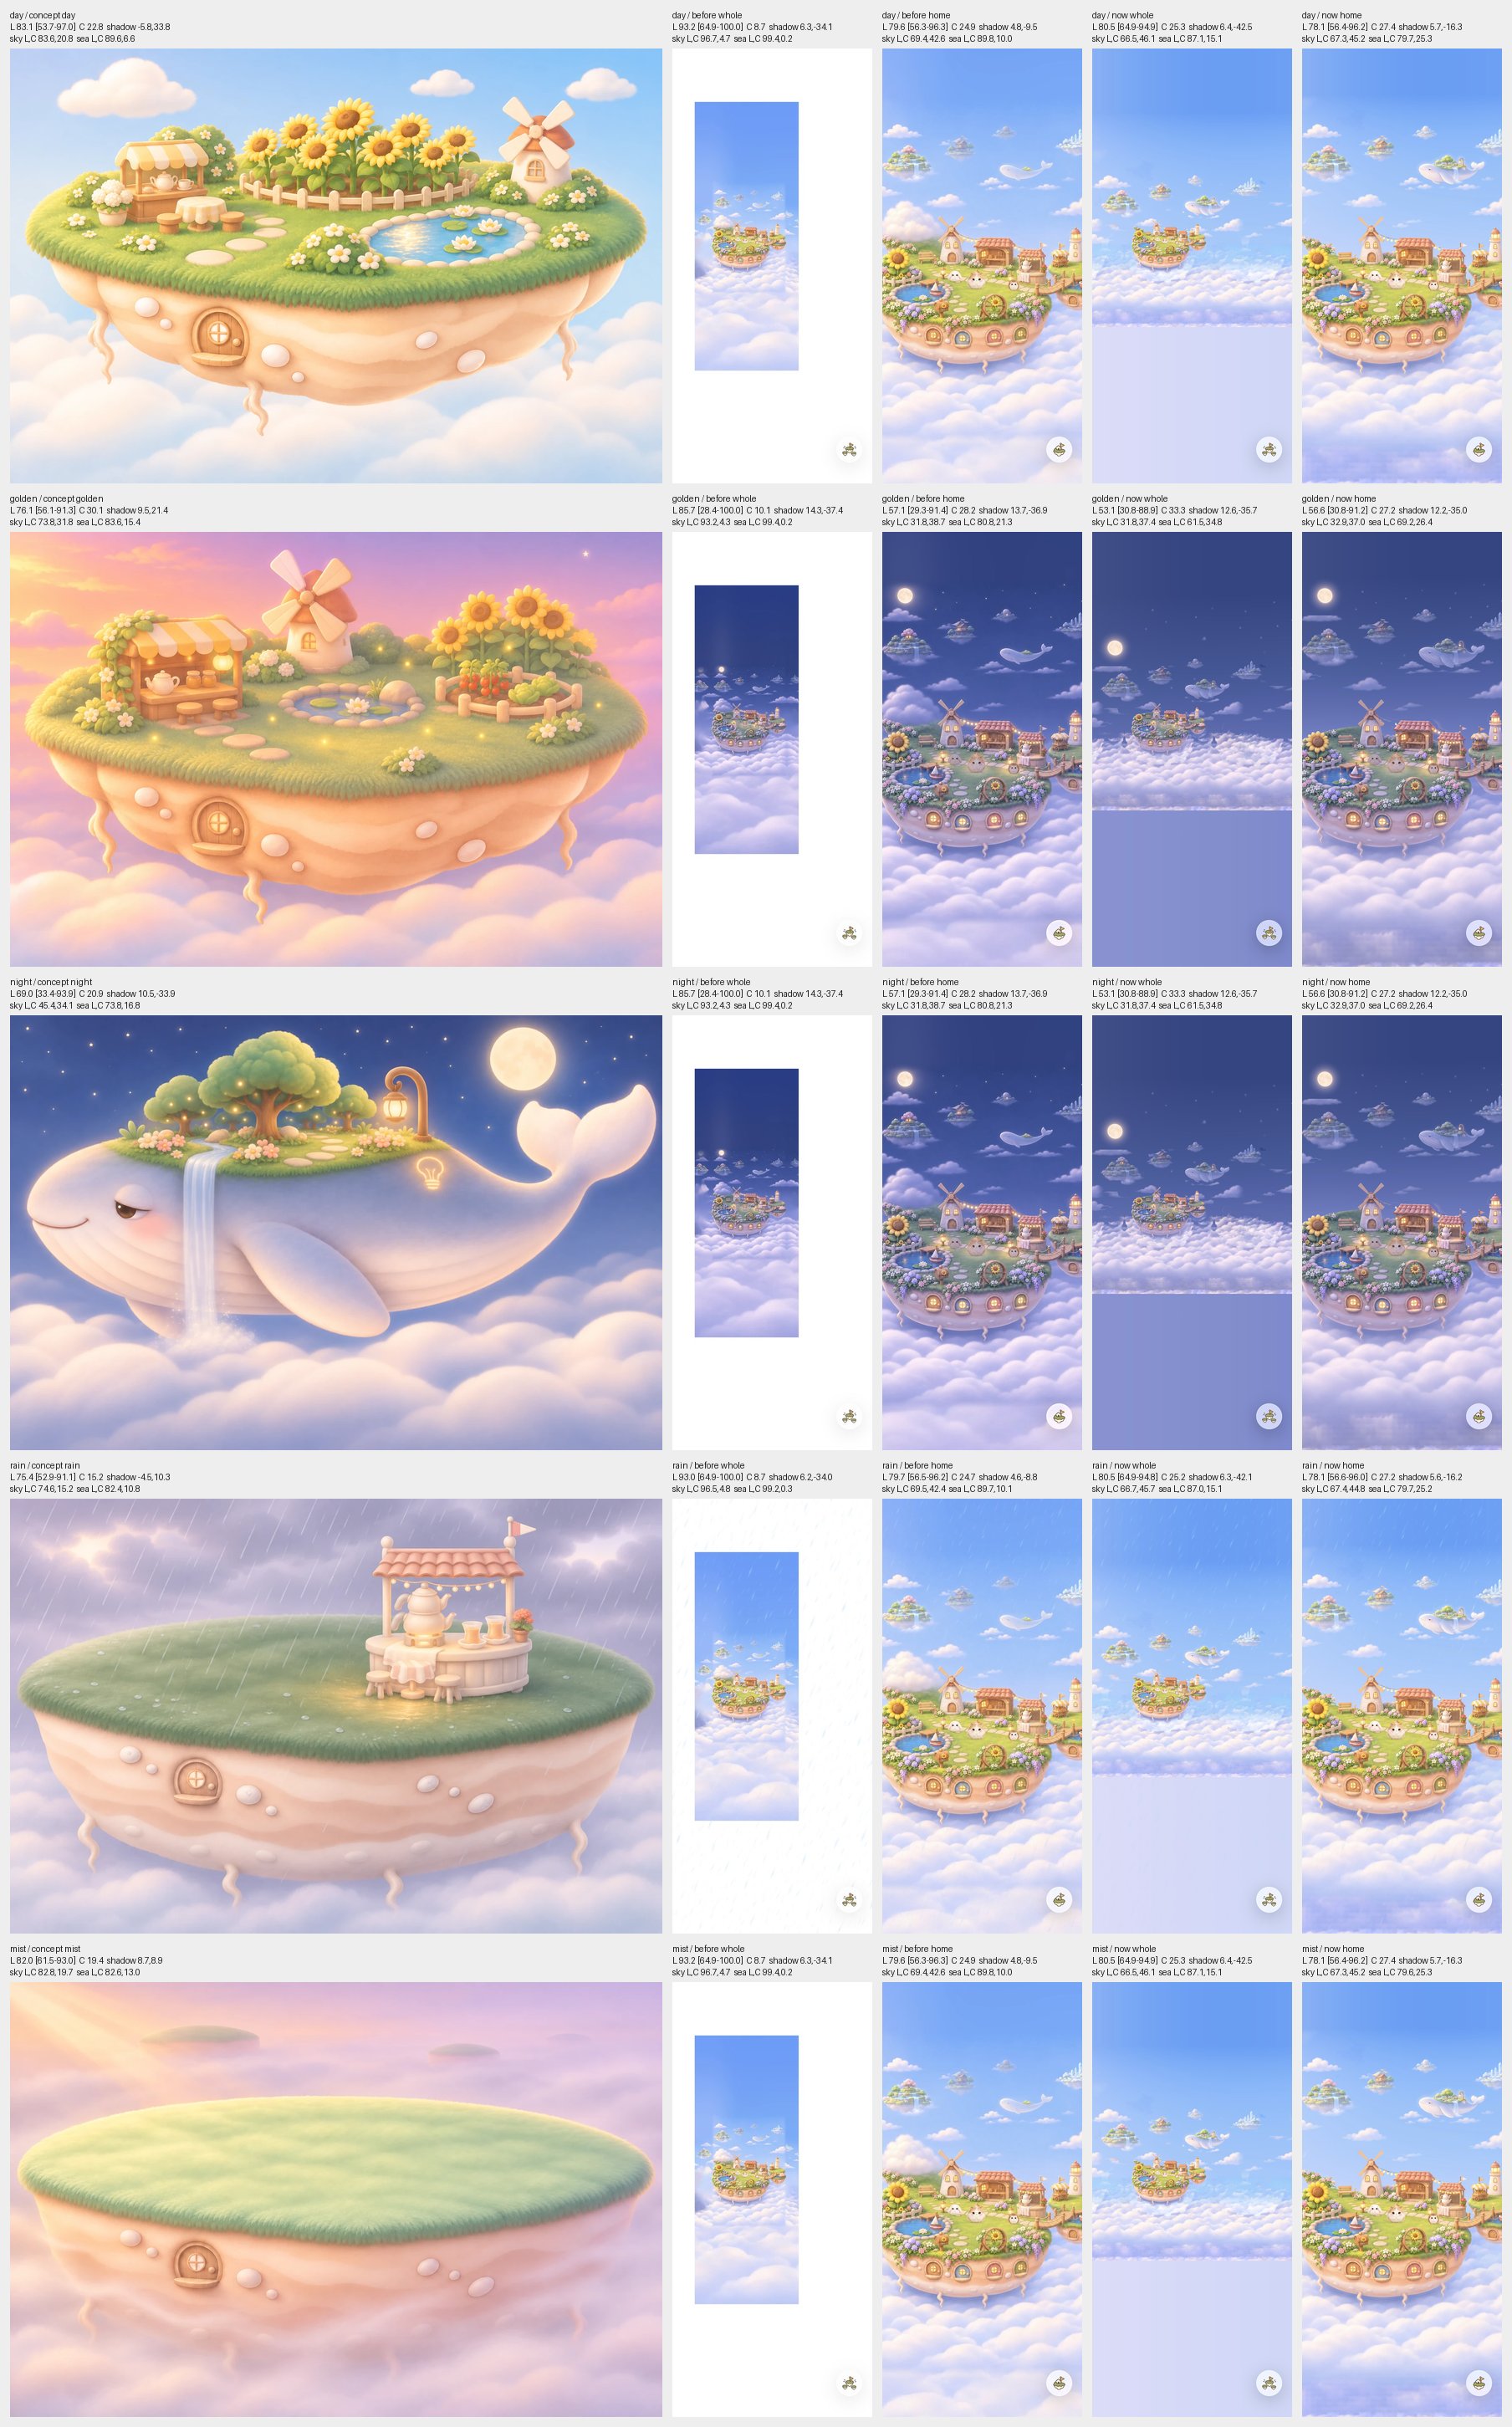 day / concept day
L 83.1 [53.7-97.0] C 22.8 shadow -5.8,33.8
sky L,C 83.6,20.8 sea L,C 89.6,6.6
day / before whole
L 93.2 [64.9-100.0] C 8.7 shadow 6.3,-34.1
sky L,C 96.7,4.7 sea L,C 99.4,0.2
day / before home
L 79.6 [56.3-96.3] C 24.9 shadow 4.8,-9.5
sky L,C 69.4,42.6 sea L,C 89.8,10.0
day / now whole
L 80.5 [64.9-94.9] C 25.3 shadow 6.4,-42.5
sky L,C 66.5,46.1 sea L,C 87.1,15.1
day / now home
L 78.1 [56.4-96.2] C 27.4 shadow 5.7,-16.3
sky L,C 67.3,45.2 sea L,C 79.7,25.3
golden / concept golden
L 76.1 [56.1-91.3] C 30.1 shadow 9.5,21.4
sky L,C 73.8,31.8 sea L,C 83.6,15.4
golden / before whole
L 85.7 [28.4-100.0] C 10.1 shadow 14.3,-37.4
sky L,C 93.2,4.3 sea L,C 99.4,0.2
golden / before home
L 57.1 [29.3-91.4] C 28.2 shadow 13.7,-36.9
sky L,C 31.8,38.7 sea L,C 80.8,21.3
golden / now whole
L 53.1 [30.8-88.9] C 33.3 shadow 12.6,-35.7
sky L,C 31.8,37.4 sea L,C 61.5,34.8
golden / now home
L 56.6 [30.8-91.2] C 27.2 shadow 12.2,-35.0
sky L,C 32.9,37.0 sea L,C 69.2,26.4
night / concept night
L 69.0 [33.4-93.9] C 20.9 shadow 10.5,-33.9
sky L,C 45.4,34.1 sea L,C 73.8,16.8
night / before whole
L 85.7 [28.4-100.0] C 10.1 shadow 14.3,-37.4
sky L,C 93.2,4.3 sea L,C 99.4,0.2
night / before home
L 57.1 [29.3-91.4] C 28.2 shadow 13.7,-36.9
sky L,C 31.8,38.7 sea L,C 80.8,21.3
night / now whole
L 53.1 [30.8-88.9] C 33.3 shadow 12.6,-35.7
sky L,C 31.8,37.4 sea L,C 61.5,34.8
night / now home
L 56.6 [30.8-91.2] C 27.2 shadow 12.2,-35.0
sky L,C 32.9,37.0 sea L,C 69.2,26.4
rain / concept rain
L 75.4 [52.9-91.1] C 15.2 shadow -4.5,10.3
sky L,C 74.6,15.2 sea L,C 82.4,10.8
rain / before whole
L 93.0 [64.9-100.0] C 8.7 shadow 6.2,-34.0
sky L,C 96.5,4.8 sea L,C 99.2,0.3
rain / before home
L 79.7 [56.5-96.2] C 24.7 shadow 4.6,-8.8
sky L,C 69.5,42.4 sea L,C 89.7,10.1
rain / now whole
L 80.5 [64.9-94.8] C 25.2 shadow 6.3,-42.1
sky L,C 66.7,45.7 sea L,C 87.0,15.1
rain / now home
L 78.1 [56.6-96.0] C 27.2 shadow 5.6,-16.2
sky L,C 67.4,44.8 sea L,C 79.7,25.2
mist / concept mist
L 82.0 [61.5-93.0] C 19.4 shadow 8.7,8.9
sky L,C 82.8,19.7 sea L,C 82.6,13.0
mist / before whole
L 93.2 [64.9-100.0] C 8.7 shadow 6.3,-34.1
sky L,C 96.7,4.7 sea L,C 99.4,0.2
mist / before home
L 79.6 [56.3-96.3] C 24.9 shadow 4.8,-9.5
sky L,C 69.4,42.6 sea L,C 89.8,10.0
mist / now whole
L 80.5 [64.9-94.9] C 25.3 shadow 6.4,-42.5
sky L,C 66.5,46.1 sea L,C 87.1,15.1
mist / now home
L 78.1 [56.4-96.2] C 27.4 shadow 5.7,-16.3
sky L,C 67.3,45.2 sea L,C 79.6,25.3